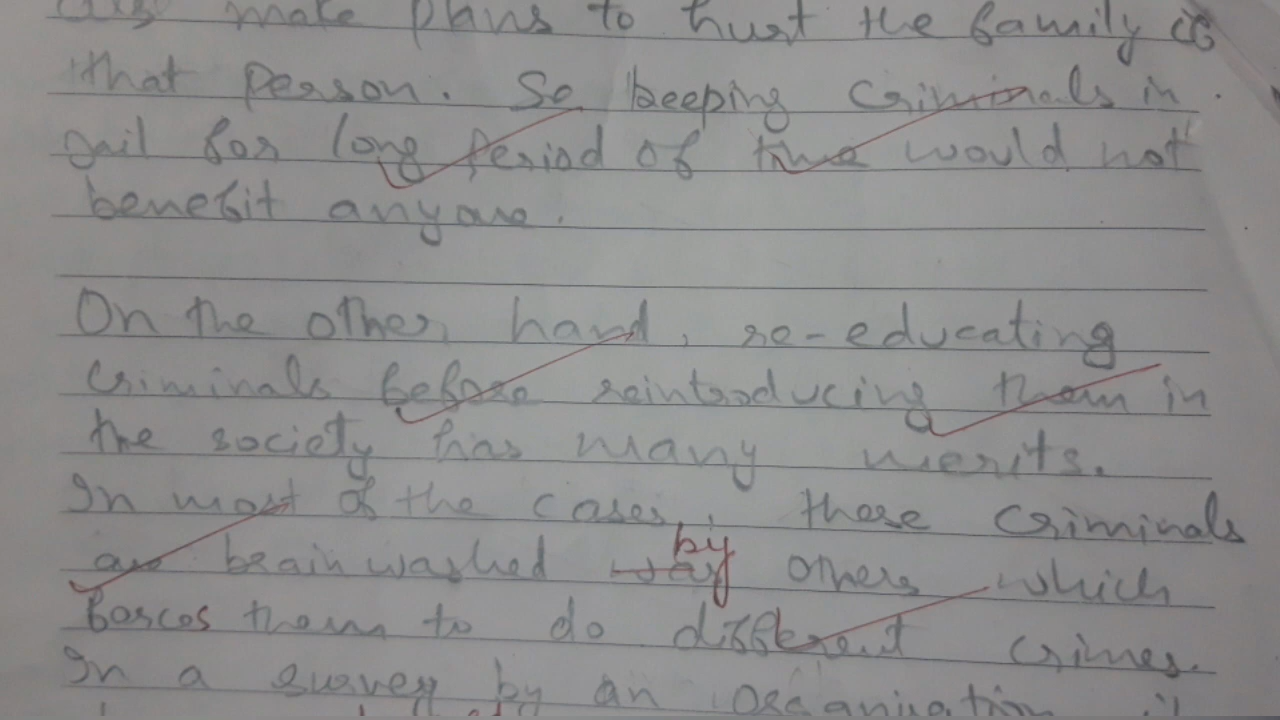 make plans to hurt the family of
that person. So keeping criminals in
jail for long period of time would not
benefit anyone.
On the other hand, re-educating
criminals before reintroducing them in
the society has many merits.
In most of the cases, these criminals
are brain washed by others which
forces them to do different crimes.
In a survey by an organisation it